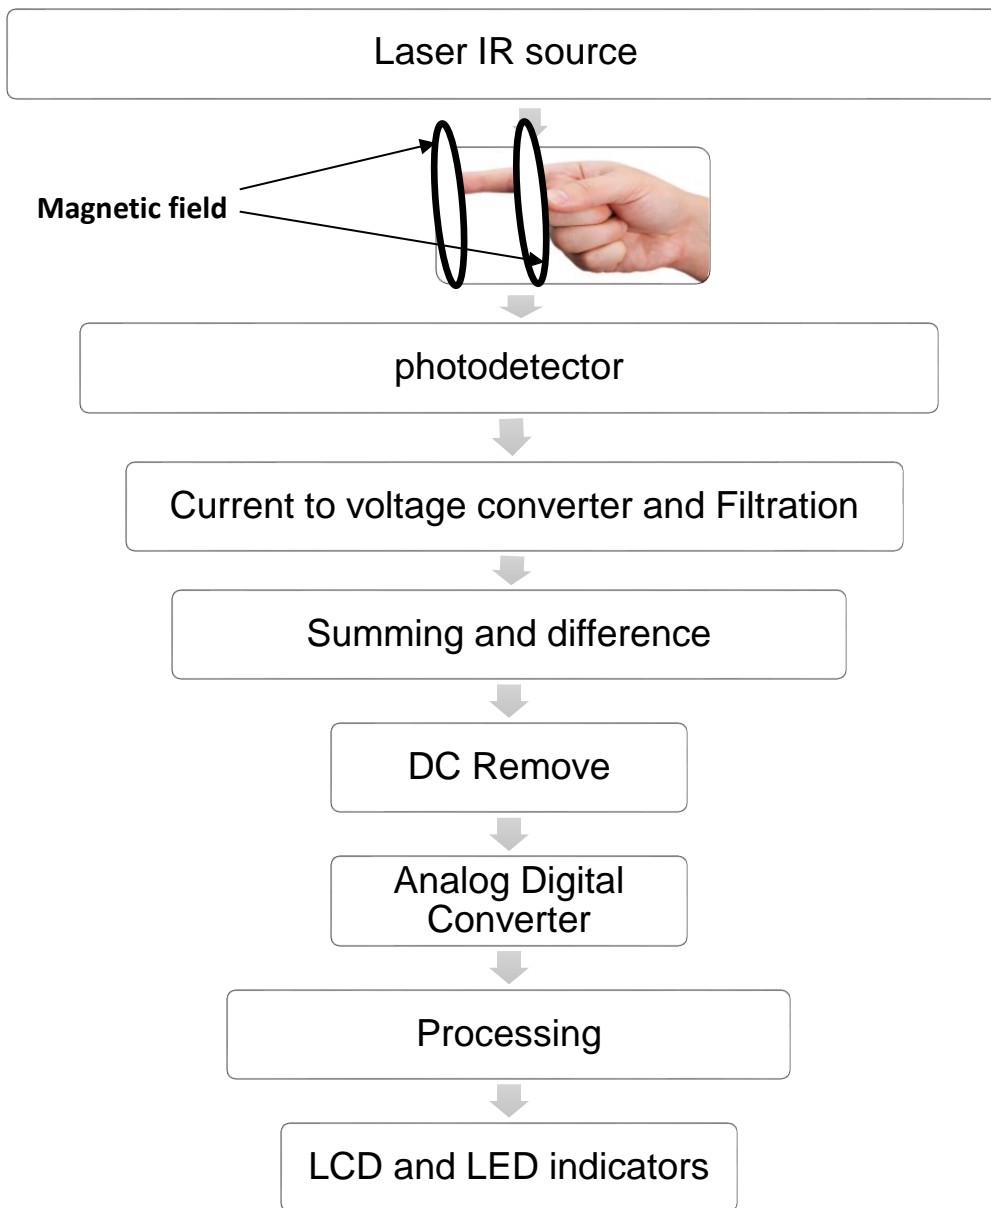 Laser IR source
Magnetic field
photodetector
Current to voltage converter and Filtration
Summing and difference
DC Remove
Analog Digital
Converter
Processing
LCD and LED indicators